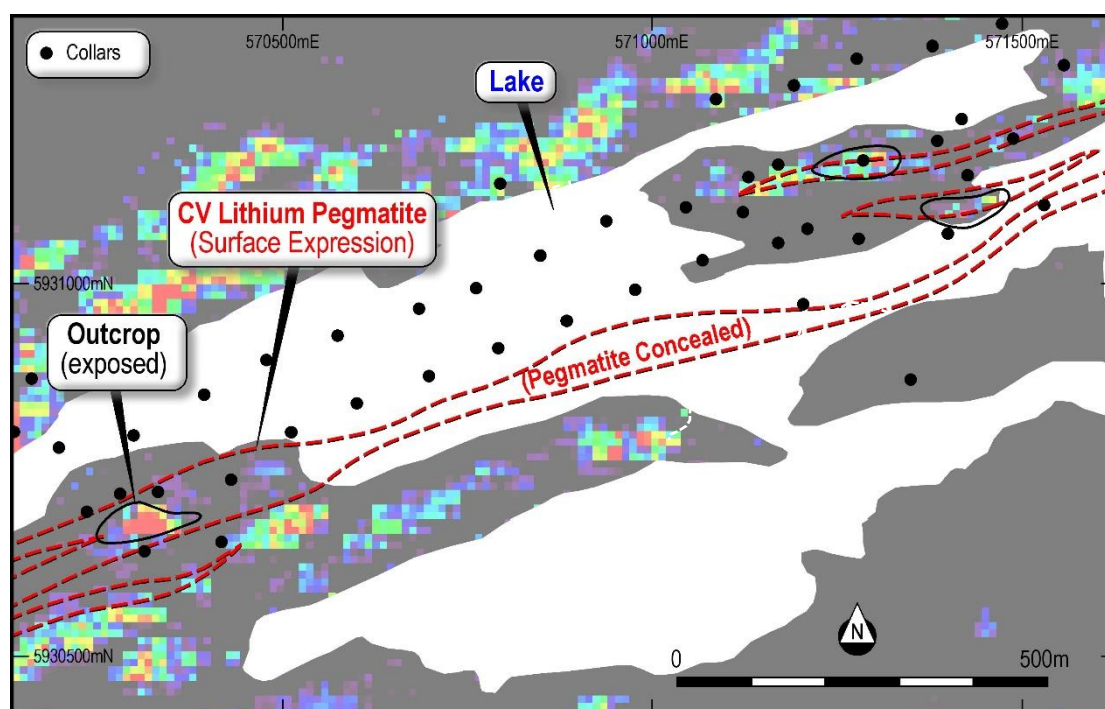 Collars
570500mE
571000mE
571500mE
Lake
CV Lithium Pegmatite
(Surface Expression)
5931000mN
Outcrop
(exposed)
(Pegmatite Concealed)
N
5930500mN
0
500m